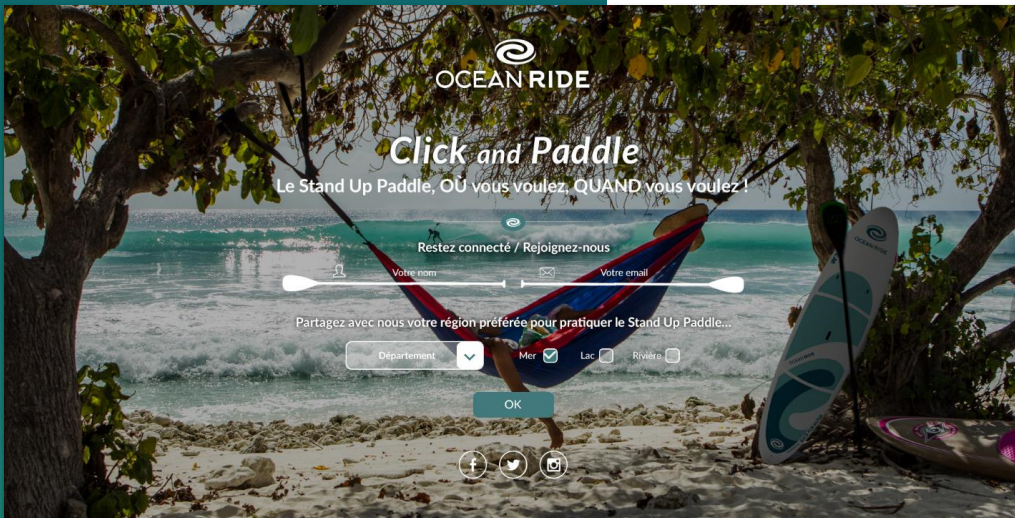 OCEAN RIDE
Click and Paddle
Le Stand Up Paddle, OÙ vous voulez, QUAND vous voulez !
Restez connecté / Rejoignez-nous
Votre nom
Votre email
Partagez avec nous votre région préférée pour pratiquer le Stand Up Paddle...
Département
Mer
Lac
Rivière
OK
OCEAN RIDE